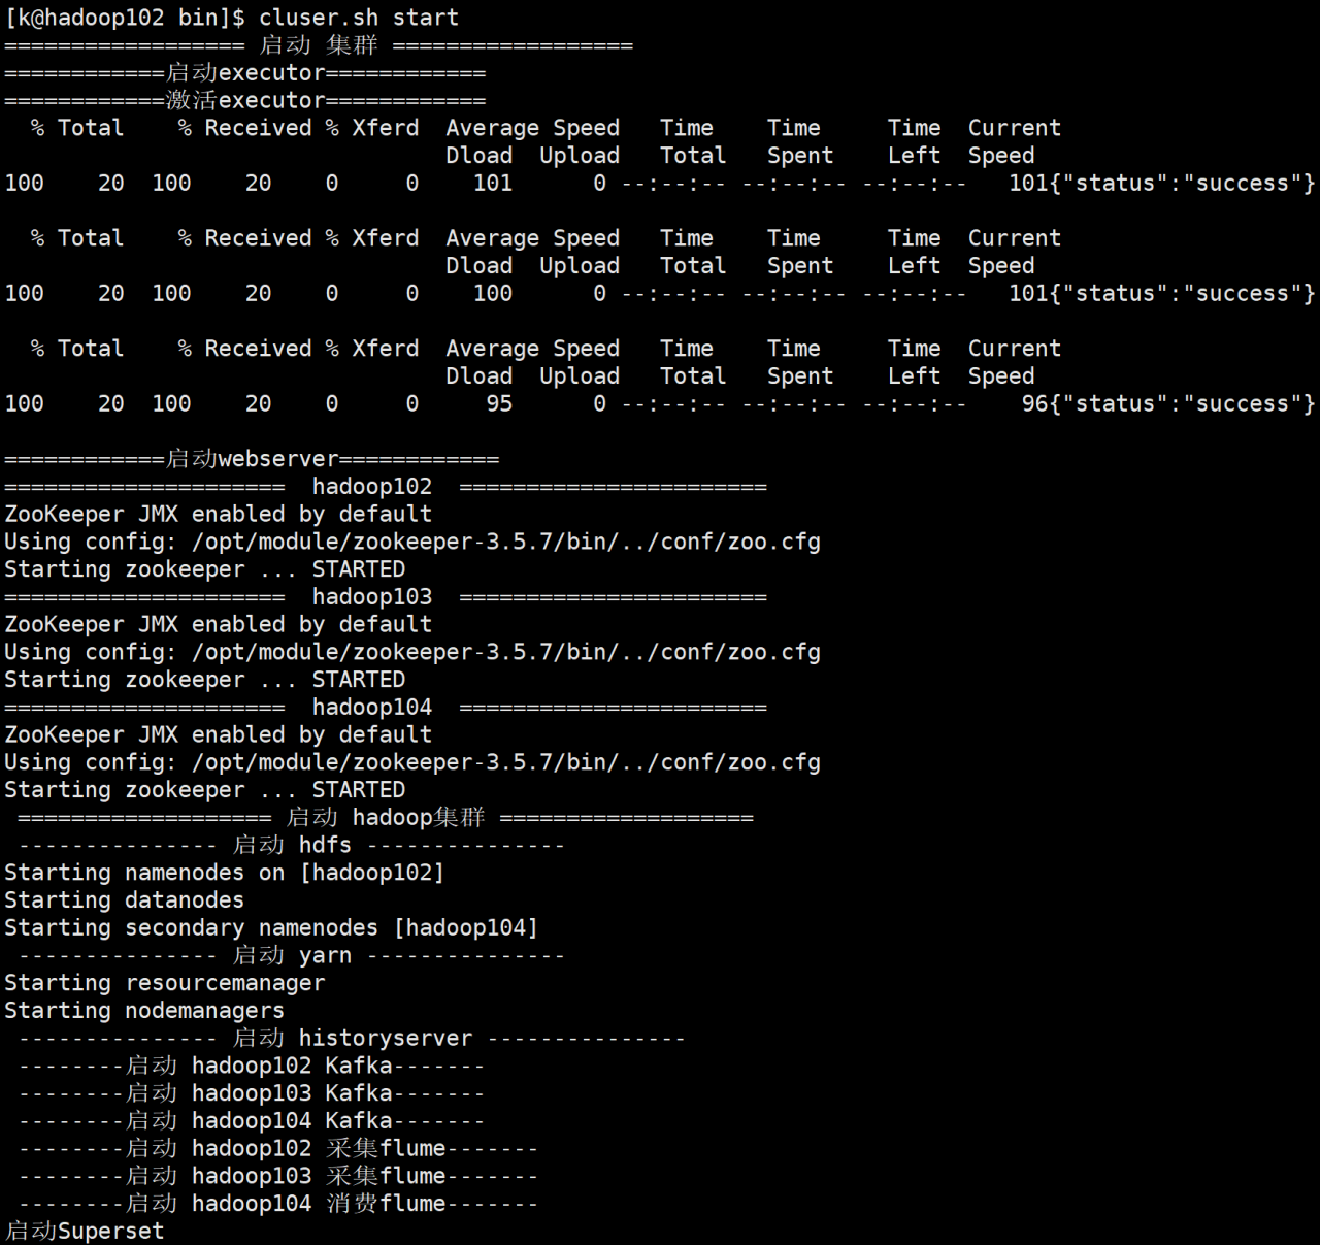 [k@hadoop102 bin]$ cluser.sh start
================== 启动 集群 ==================
============启动executor============
============激活executor============
  % Total    % Received % Xferd  Average Speed   Time    Time     Time  Current
                                 Dload  Upload   Total   Spent    Left  Speed
100    20  100    20    0     0    101      0 --:--:-- --:--:-- --:--:--   101{"status":"success"}
  % Total    % Received % Xferd  Average Speed   Time    Time     Time  Current
                                 Dload  Upload   Total   Spent    Left  Speed
100    20  100    20    0     0    100      0 --:--:-- --:--:-- --:--:--   101{"status":"success"}
  % Total    % Received % Xferd  Average Speed   Time    Time     Time  Current
                                 Dload  Upload   Total   Spent    Left  Speed
100    20  100    20    0     0     95      0 --:--:-- --:--:-- --:--:--    96{"status":"success"}
============启动webserver============
=====================  hadoop102  =======================
ZooKeeper JMX enabled by default
Using config: /opt/module/zookeeper-3.5.7/bin/../conf/zoo.cfg
Starting zookeeper ... STARTED
=====================  hadoop103  =======================
ZooKeeper JMX enabled by default
Using config: /opt/module/zookeeper-3.5.7/bin/../conf/zoo.cfg
Starting zookeeper ... STARTED
=====================  hadoop104  =======================
ZooKeeper JMX enabled by default
Using config: /opt/module/zookeeper-3.5.7/bin/../conf/zoo.cfg
Starting zookeeper ... STARTED
 =================== 启动 hadoop集群 ===================
 --------------- 启动 hdfs ---------------
Starting namenodes on [hadoop102]
Starting datanodes
Starting secondary namenodes [hadoop104]
 --------------- 启动 yarn ---------------
Starting resourcemanager
Starting nodemanagers
 --------------- 启动 historyserver ---------------
 --------启动 hadoop102 Kafka-------
 --------启动 hadoop103 Kafka-------
 --------启动 hadoop104 Kafka-------
 --------启动 hadoop102 采集flume-------
 --------启动 hadoop103 采集flume-------
 --------启动 hadoop104 消费flume-------
启动Superset